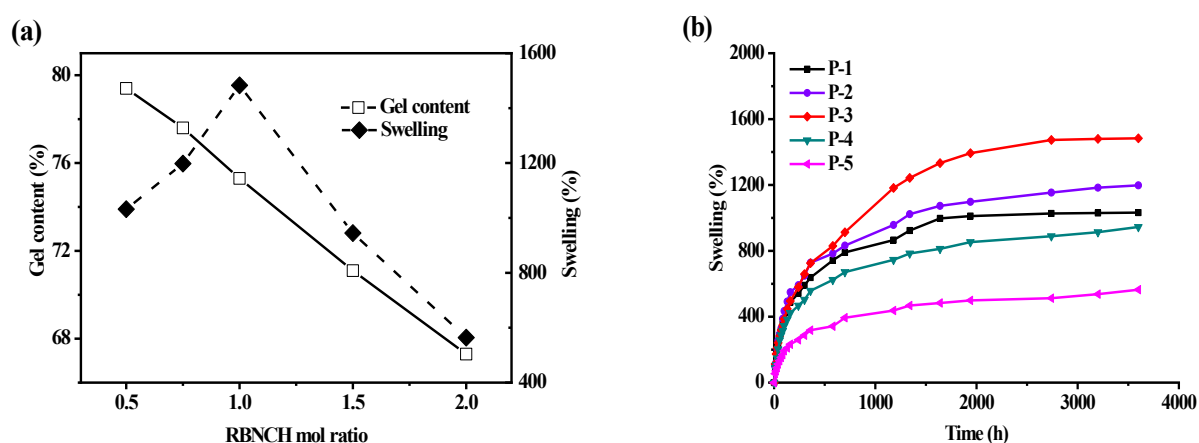 (a)
80
76
72
68
Gel content (%)
1600
1200
800
400
Swelling (%)
Gel content
Swelling
0.5
1.0
1.5
2.0
RBNCH mol ratio
(b)
2000
1600
1200
800
400
0
Swelling (%)
P-1
P-2
P-3
P-4
P-5
0
1000
2000
3000
4000
Time (h)